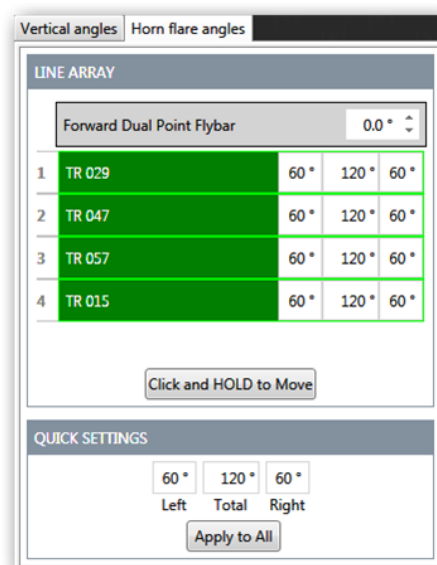 Vertical angles Horn flare angles
LINE ARRAY
Forward Dual Point Flybar 0.0 °
1 TR 029 60 ° 120 ° 60 °
2 TR 047 60 ° 120 ° 60 °
3 TR 057 60 ° 120 ° 60 °
4 TR 015 60 ° 120 ° 60 °
Click and HOLD to Move
QUICK SETTINGS
60 ° 120 ° 60 °
Left Total Right
Apply to All